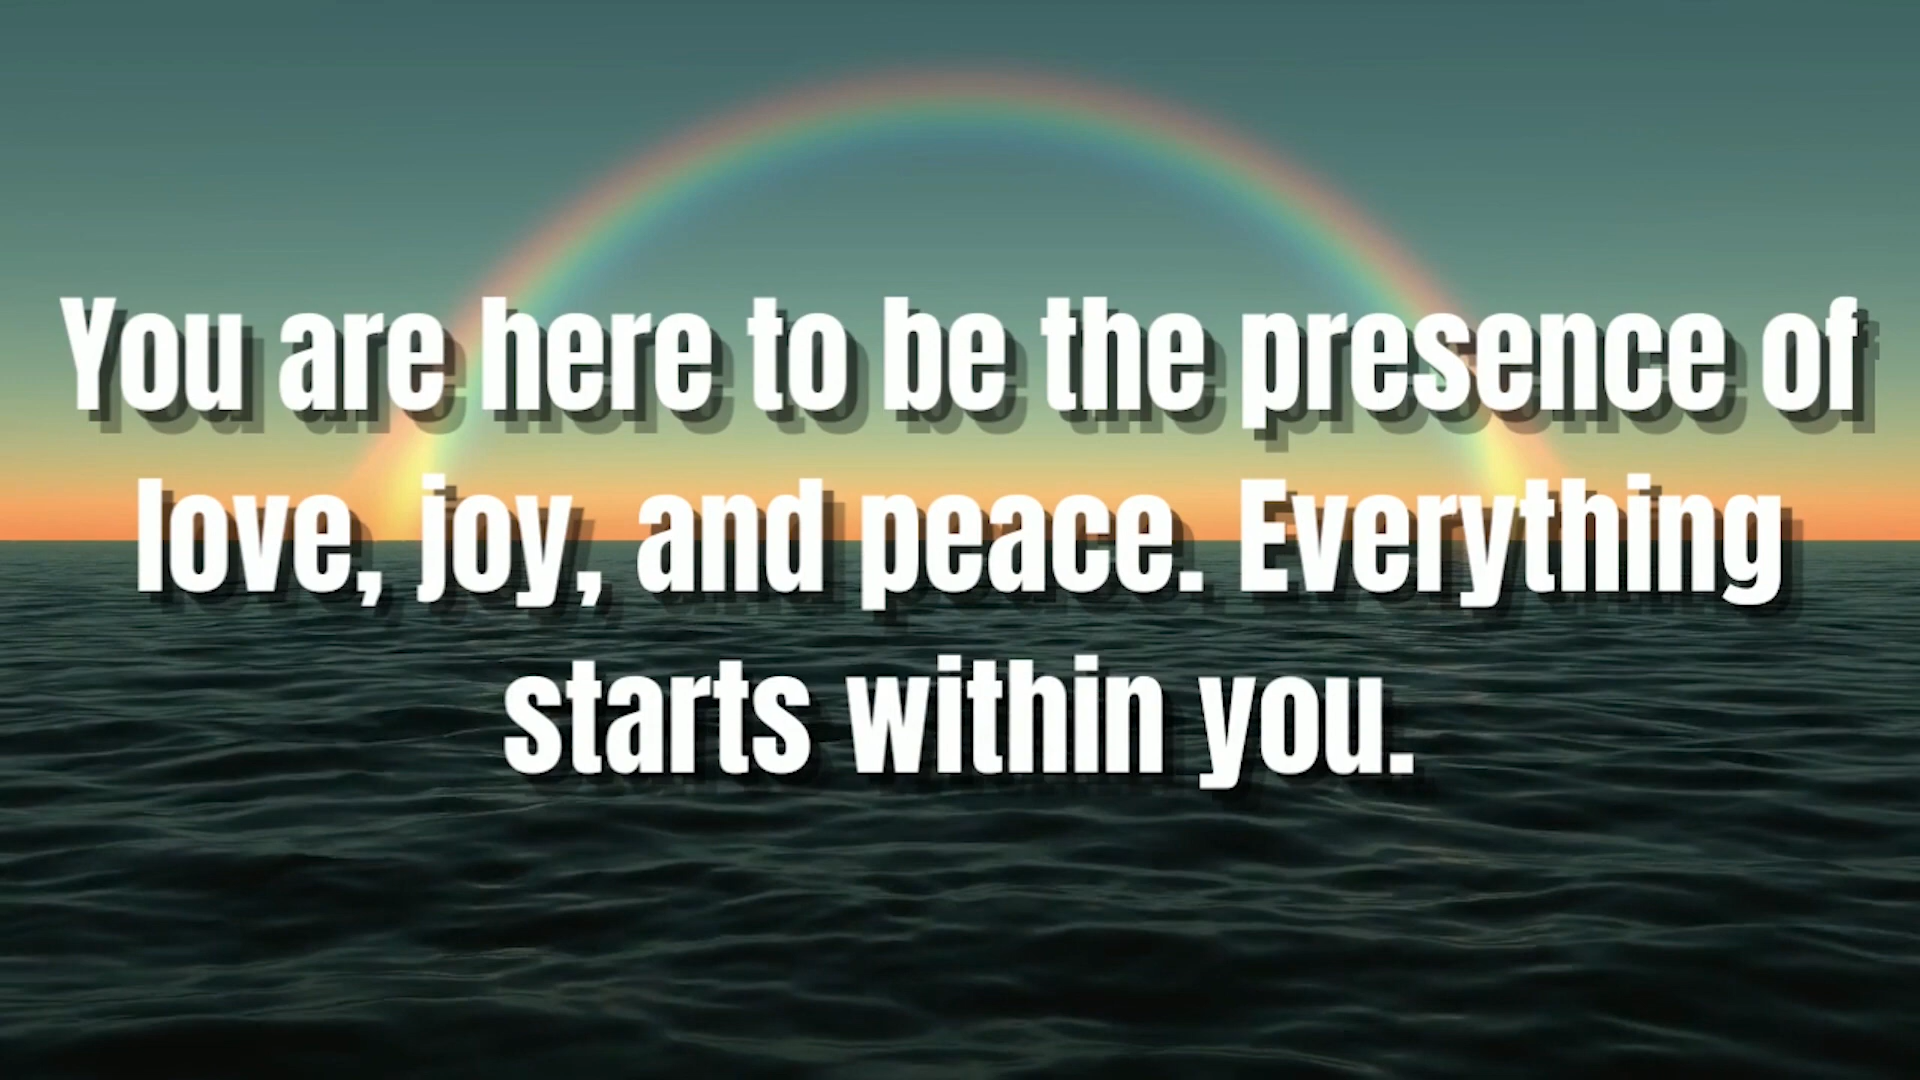 You are here to be the presence of
love, joy, and peace. Everything
starts within you.